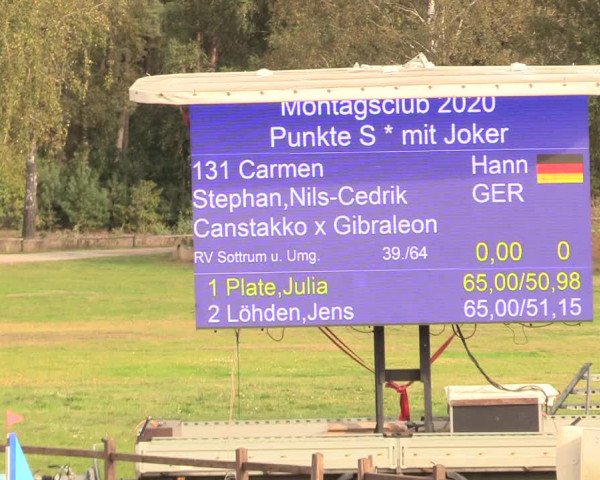 Montagsclub 2020
Punkte S * mit Joker
131 Carmen Hann
Stephan,Nils-Cedrik GER
Canstakko x Gibraleon
RV Sottrum u. Umg. 39./64 0,00 0
1 Plate,Julia 65,00/50,98
2 Löhden,Jens 65,00/51,15